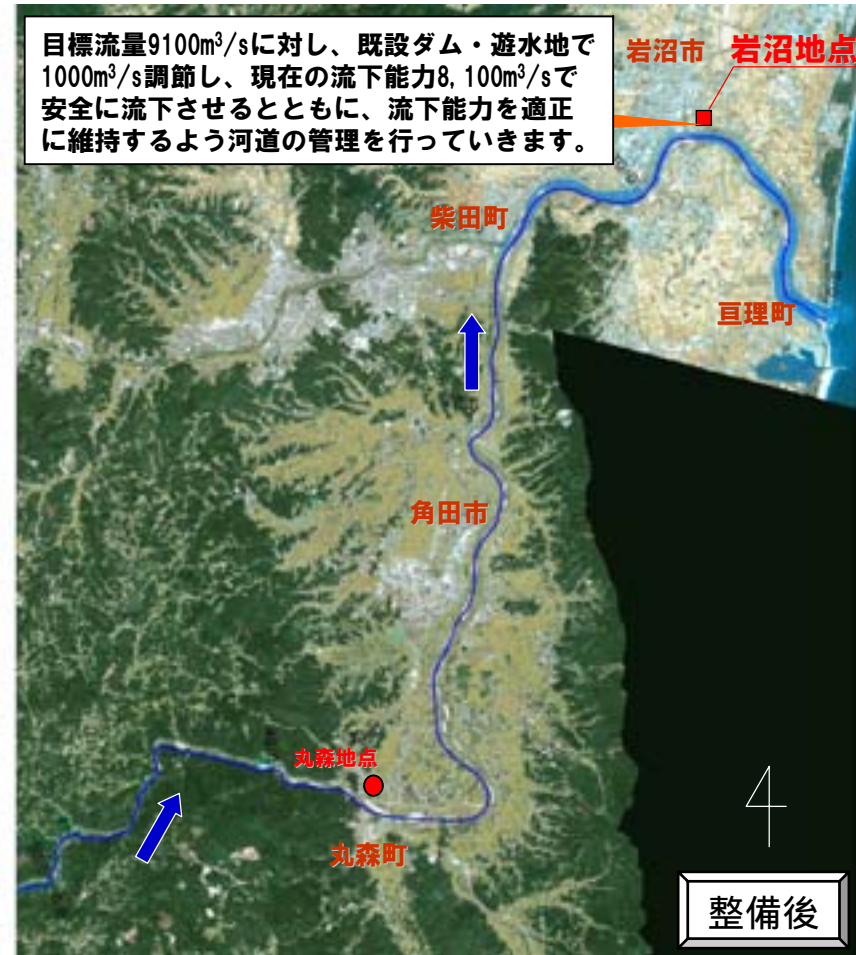 目標流量9100m³/sに対し、既設ダム・遊水地で
1000m³/s調節し、現在の流下能力8,100m³/sで
安全に流下させるとともに、流下能力を適正
に維持するよう河道の管理を行っていきます。
岩沼市
岩沼地点
柴田町
亘理町
角田市
丸森地点
丸森町
整備後